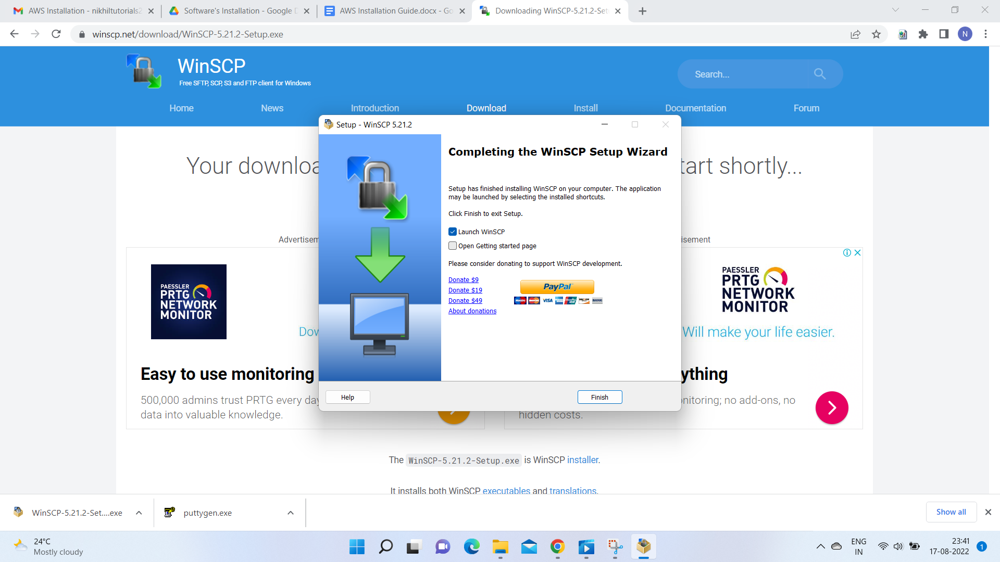 AWS Installation - nikhiltutorials2
Software's Installation - Google D
AWS Installation Guide.docx - Go
Downloading WinSCP-5.21.2-Set
winscp.net/download/WinSCP-5.21.2-Setup.exe
N
WinSCP
Free SFTP, SCP, S3 and FTP client for Windows
Search...
Home
News
Introduction
Download
Install
Documentation
Forum
Setup - WinSCP 5.21.2
Your downloa
tart shortly...
Completing the WinSCP Setup Wizard
Setup has finished installing WinSCP on your computer. The application
may be launched by selecting the installed shortcuts.
Click Finish to exit Setup.
Launch WinSCP
Open Getting started page
Please consider donating to support WinSCP development.
Donate $9
Donate $19
Donate $49
About donations
PayPal
VISA
BANK
Help
Finish
Advertisem
isement
PAESSLER
PRTG
NETWORK
MONITOR
Dow
Easy to use monitoring
500,000 admins trust PRTG every day
data into valuable knowledge.
PAESSLER
PRTG
NETWORK
MONITOR
Will make your life easier.
ything
nitoring; no add-ons, no
hidden costs.
The WinSCP-5.21.2-Setup.exe is WinSCP installer.
It installs both WinSCP executables and translations.
WinSCP-5.21.2-Set....exe
puttygen.exe
Show all
24°C
Mostly cloudy
ENG
IN
23:41
17-08-2022
1